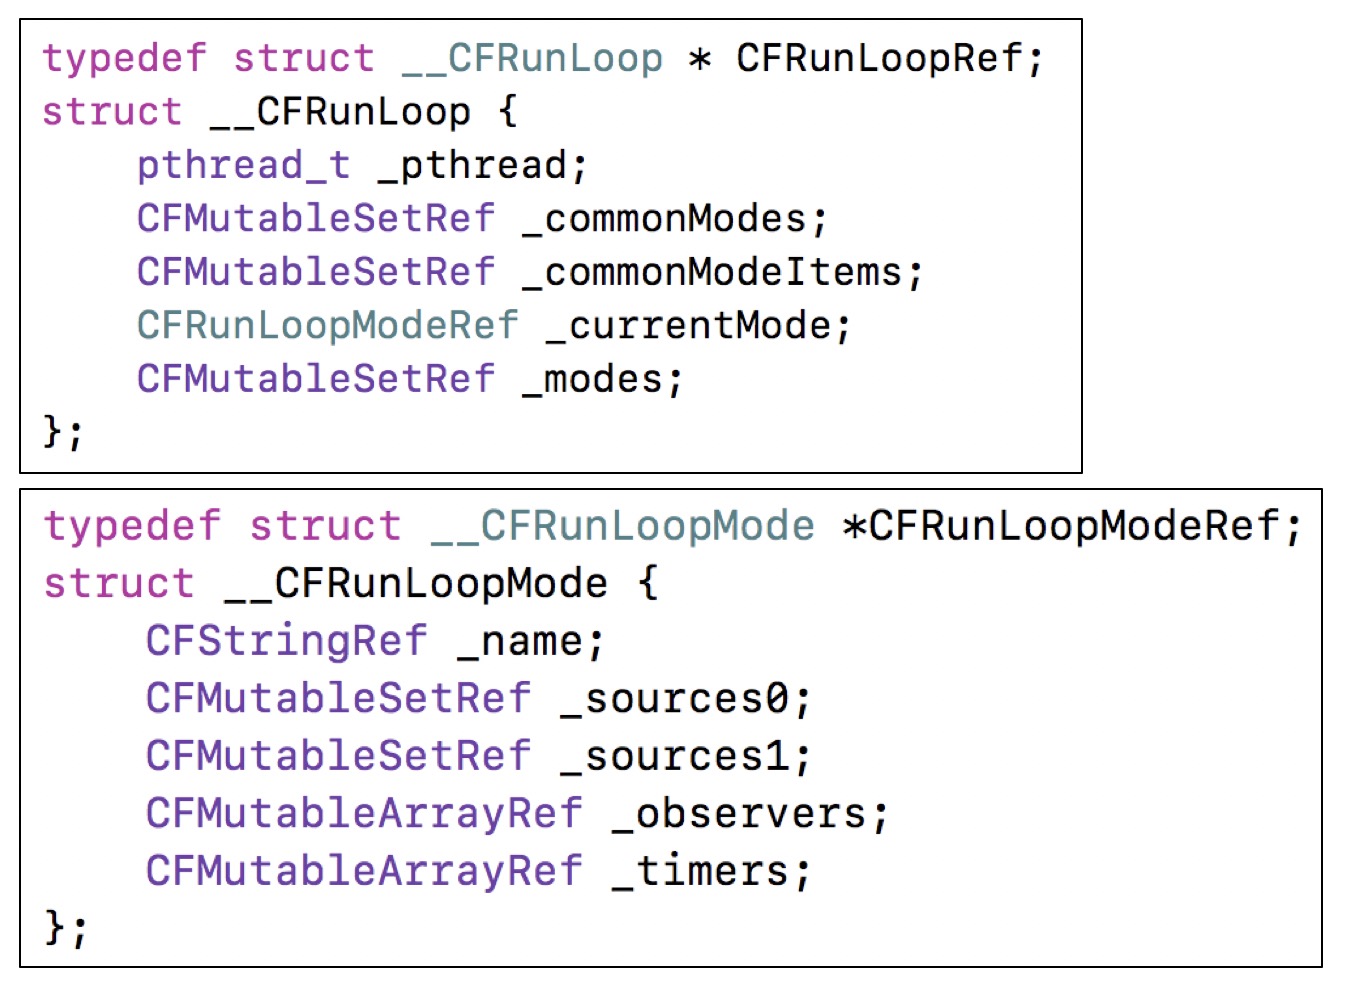 typedef struct __CFRunLoop * CFRunLoopRef;
struct __CFRunLoop {
    pthread_t _pthread;
    CFMutableSetRef _commonModes;
    CFMutableSetRef _commonModeItems;
    CFRunLoopModeRef _currentMode;
    CFMutableSetRef _modes;
};
typedef struct __CFRunLoopMode *CFRunLoopModeRef;
struct __CFRunLoopMode {
    CFStringRef _name;
    CFMutableSetRef _sources0;
    CFMutableSetRef _sources1;
    CFMutableArrayRef _observers;
    CFMutableArrayRef _timers;
};